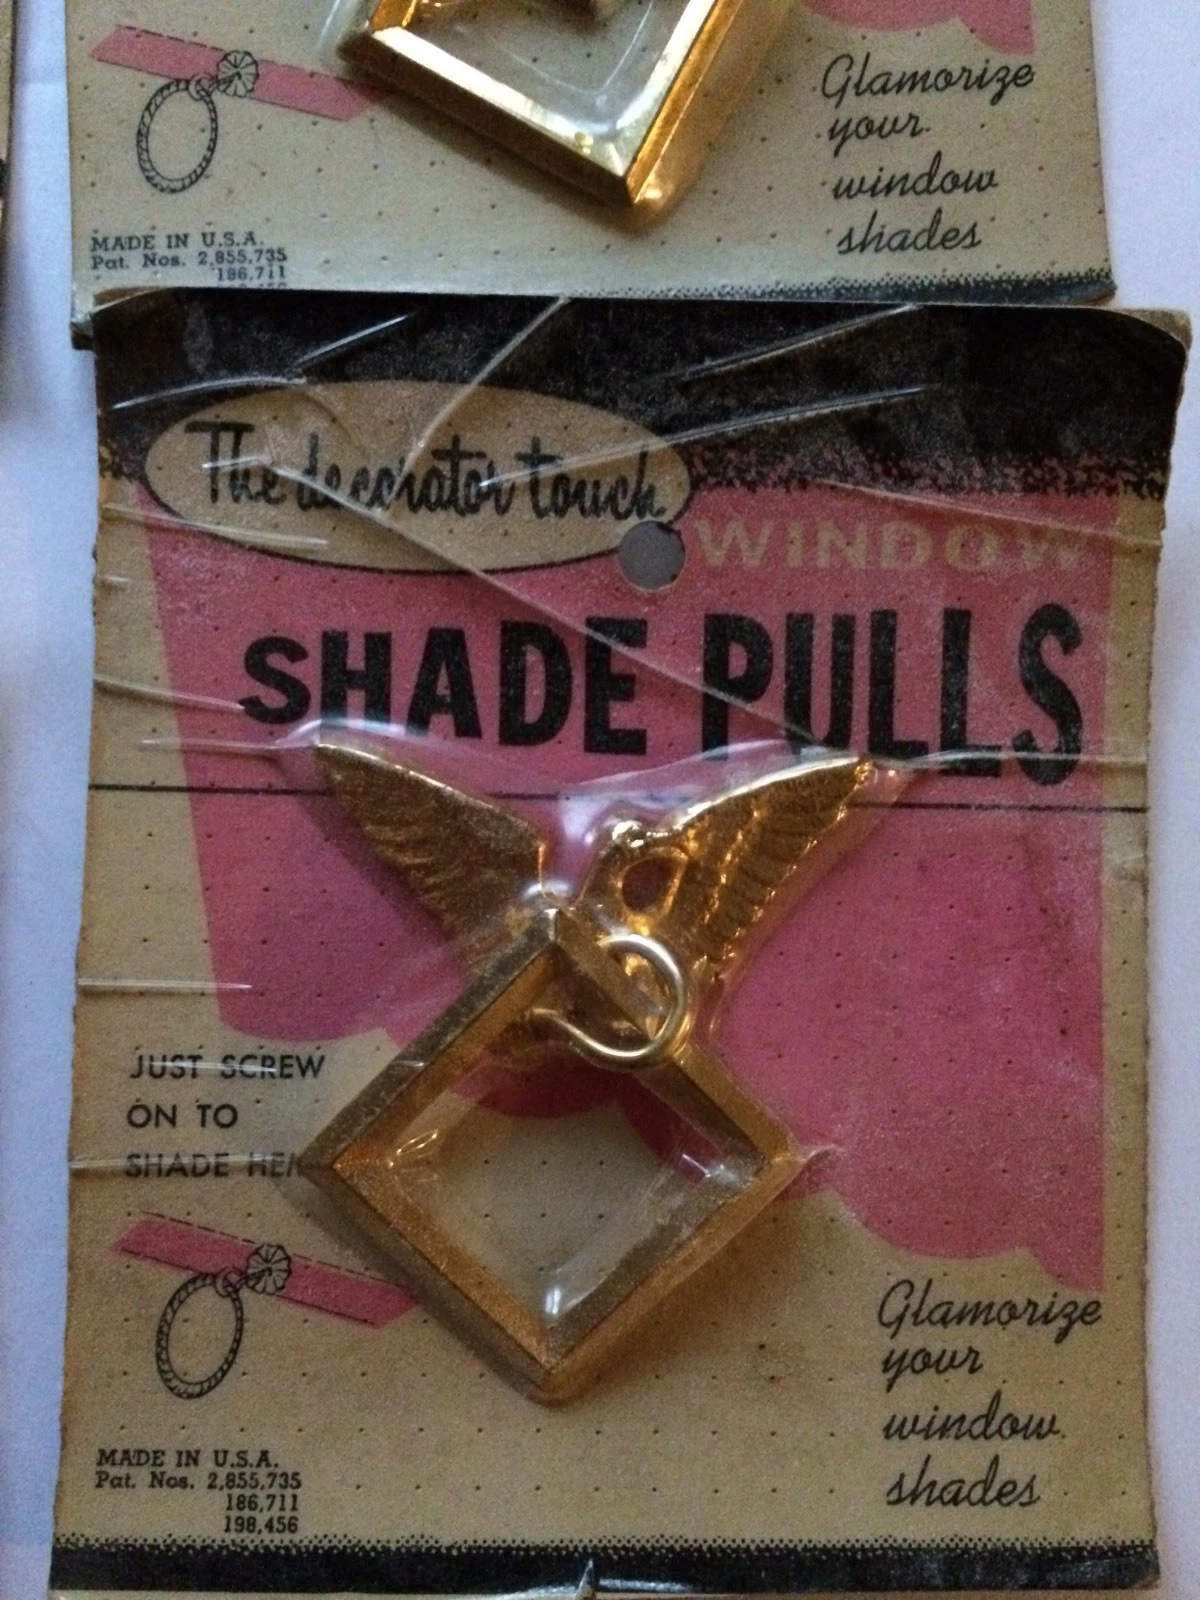 Glamorize
your
window
shades
MADE IN U.S.A.
Pat. Nos. 2,855,735
186,711
The decorator touch
WINDOW
SHADE PULLS
JUST SCREW
ON TO
SHADE HEM
Glamorize
your
window
shades
MADE IN U.S.A.
Pat. Nos. 2,855,735
186,711
198,456